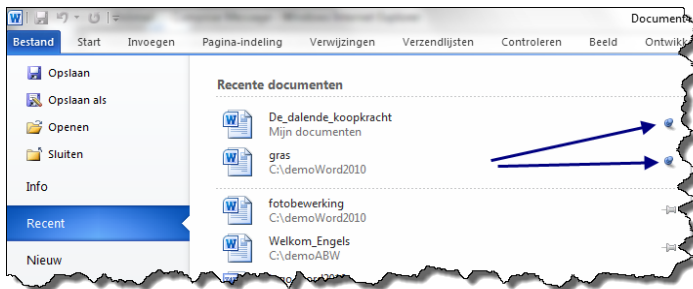 Document
Bestand Start Invoegen Pagina-indeling Verwijzingen Verzendlijsten Controleren Beeld Ontwikk
Opslaan
Opslaan als
Openen
Sluiten
Info
Recent
Nieuw
Recente documenten
De_dalende_koopkracht
Mijn documenten
gras
C:\demoWord2010
fotobewerking
C:\demoWord2010
Welkom_Engels
C:\demoABW